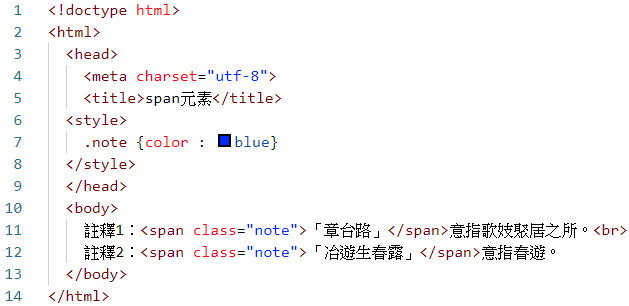 1 <!doctype html>
2 <html>
3 <head>
4 <meta charset="utf-8">
5 <title>span元素</title>
6 <style>
7 .note {color : blue}
8 </style>
9 </head>
10 <body>
11 註釋1：<span class="note">「章台路」</span>意指歌妓聚居之所。<br>
12 註釋2：<span class="note">「冶遊生春露」</span>意指春遊。
13 </body>
14 </html>